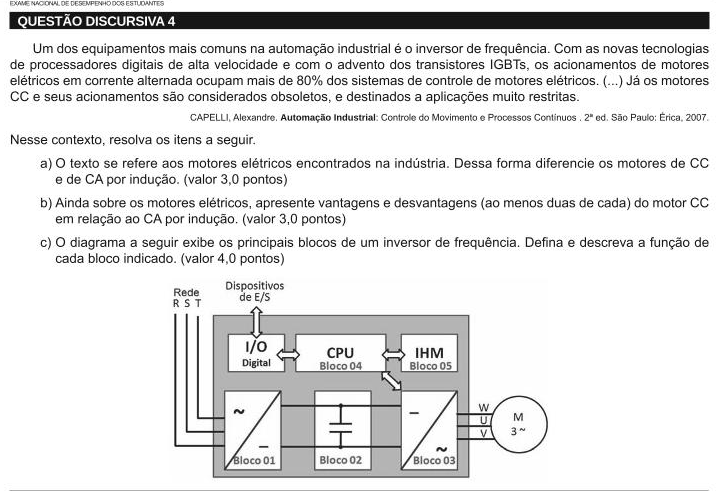 EXAME NACIONAL DE DESEMPENHO DOS ESTUDANTES
QUESTÃO DISCURSIVA 4
Um dos equipamentos mais comuns na automação industrial é o inversor de frequência. Com as novas tecnologias
de processadores digitais de alta velocidade e com o advento dos transistores IGBTs, os acionamentos de motores
elétricos em corrente alternada ocupam mais de 80% dos sistemas de controle de motores elétricos. (...) Já os motores
CC e seus acionamentos são considerados obsoletos, e destinados a aplicações muito restritas.
CAPELLI, Alexandre. Automação Industrial: Controle do Movimento e Processos Contínuos . 2ª ed. São Paulo: Érica, 2007.
Nesse contexto, resolva os itens a seguir.
a) O texto se refere aos motores elétricos encontrados na indústria. Dessa forma diferencie os motores de CC
e de CA por indução. (valor 3,0 pontos)
b) Ainda sobre os motores elétricos, apresente vantagens e desvantagens (ao menos duas de cada) do motor CC
em relação ao CA por indução. (valor 3,0 pontos)
c) O diagrama a seguir exibe os principais blocos de um inversor de frequência. Defina e descreva a função de
cada bloco indicado. (valor 4,0 pontos)
Rede
R S T
Dispositivos
de E/S
I/O
Digital
CPU
Bloco 04
IHM
Bloco 05
~
–
Bloco 01
Bloco 02
–
~
Bloco 03
W
U
V
M
3 ~